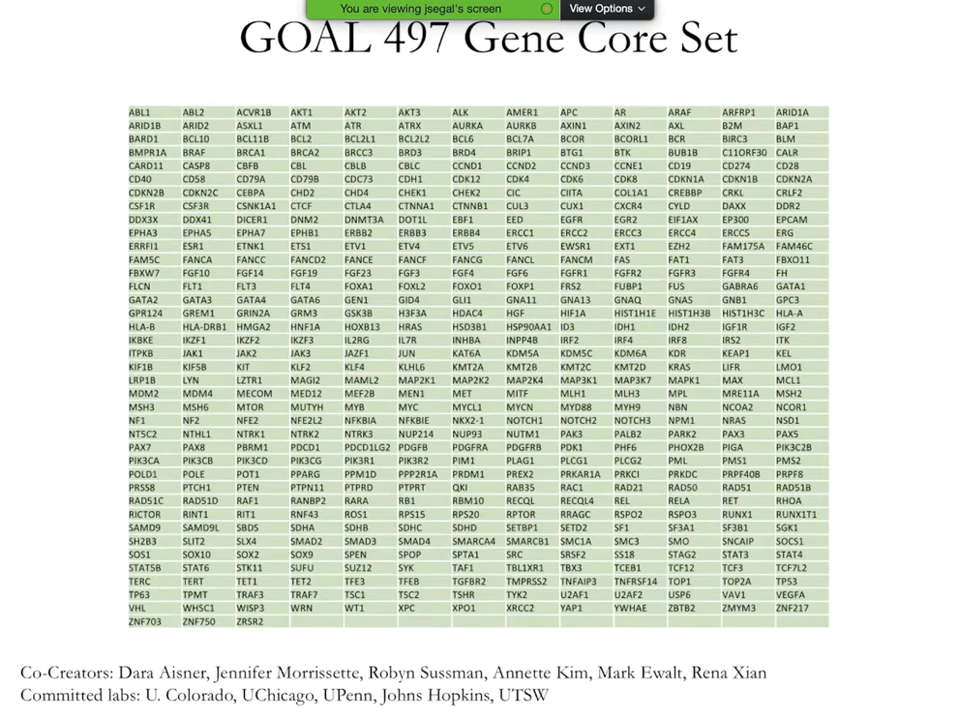 You are viewing jsegal's screen View Options
GOAL 497 Gene Core Set
ABL1 ABL2 ACVR1B AKT1 AKT2 AKT3 ALK AMER1 APC AR ARAF ARFRP1 ARID1A
ARID1B ARID2 ASXL1 ATM ATR ATRX AURKA AURKB AXIN1 AXIN2 AXL B2M BAP1
BARD1 BCL10 BCL11B BCL2 BCL2L1 BCL2L2 BCL6 BCL7A BCOR BCORL1 BCR BIRC3 BLM
BMPR1A BRAF BRCA1 BRCA2 BRCC3 BRD3 BRD4 BRIP1 BTG1 BTK BUB1B C11ORF30 CALR
CARD11 CASP8 CBFB CBL CBLB CBLC CCND1 CCND2 CCND3 CCNE1 CD19 CD274 CD28
CD40 CD58 CD79A CD79B CDC73 CDH1 CDK12 CDK4 CDK6 CDK8 CDKN1A CDKN1B CDKN2A
CDKN2B CDKN2C CEBPA CHD2 CHD4 CHEK1 CHEK2 CIC CIITA COL1A1 CREBBP CRKL CRLF2
CSF1R CSF3R CSNK1A1 CTCF CTLA4 CTNNA1 CTNNB1 CUL3 CUX1 CXCR4 CYLD DAXX DDR2
DDX3X DDX41 DICER1 DNM2 DNMT3A DOT1L EBF1 EED EGFR EGR2 EIF1AX EP300 EPCAM
EPHA3 EPHA5 EPHA7 EPHB1 ERBB2 ERBB3 ERBB4 ERCC1 ERCC2 ERCC3 ERCC4 ERCC5 ERG
ERRFI1 ESR1 ETNK1 ETS1 ETV1 ETV4 ETV5 ETV6 EWSR1 EXT1 EZH2 FAM175A FAM46C
FAM5C FANCA FANCC FANCD2 FANCE FANCF FANCG FANCL FANCM FAS FAT1 FAT3 FBXO11
FBXW7 FGF10 FGF14 FGF19 FGF23 FGF3 FGF4 FGF6 FGFR1 FGFR2 FGFR3 FGFR4 FH
FLCN FLT1 FLT3 FLT4 FOXA1 FOXL2 FOXO1 FOXP1 FRS2 FUBP1 FUS GABRA6 GATA1
GATA2 GATA3 GATA4 GATA6 GEN1 GID4 GLI1 GNA11 GNA13 GNAQ GNAS GNB1 GPC3
GPR124 GREM1 GRIN2A GRM3 GSK3B H3F3A HDAC4 HGF HIF1A HIST1H1E HIST1H3B HIST1H3C HLA-A
HLA-B HLA-DRB1 HMGA2 HNF1A HOXB13 HRAS HSD3B1 HSP90AA1 ID3 IDH1 IDH2 IGF1R IGF2
IKBKE IKZF1 IKZF2 IKZF3 IL2RG IL7R INHBA INPP4B IRF2 IRF4 IRF8 IRS2 ITK
ITPKB JAK1 JAK2 JAK3 JAZF1 JUN KAT6A KDM5A KDM5C KDM6A KDR KEAP1 KEL
KIF1B KIF5B KIT KLF2 KLF4 KLHL6 KMT2A KMT2B KMT2C KMT2D KRAS LIFR LMO1
LRP1B LYN LZTR1 MAGI2 MAML2 MAP2K1 MAP2K2 MAP2K4 MAP3K1 MAP3K7 MAPK1 MAX MCL1
MDM2 MDM4 MECOM MED12 MEF2B MEN1 MET MITF MLH1 MLH3 MPL MRE11A MSH2
MSH3 MSH6 MTOR MUTYH MYB MYC MYCL1 MYCN MYD88 MYH9 NBN NCOA2 NCOR1
NF1 NF2 NFE2 NFE2L2 NFKBIA NFKBIE NKX2-1 NOTCH1 NOTCH2 NOTCH3 NPM1 NRAS NSD1
NT5C2 NTHL1 NTRK1 NTRK2 NTRK3 NUP214 NUP93 NUTM1 PAK3 PALB2 PARK2 PAX3 PAX5
PAX7 PAX8 PBRM1 PDCD1 PDCD1LG2 PDGFB PDGFRA PDGFRB PDK1 PHF6 PHOX2B PIGA PIK3C2B
PIK3CA PIK3CB PIK3CD PIK3CG PIK3R1 PIK3R2 PIM1 PLAG1 PLCG1 PLCG2 PML PMS1 PMS2
POLD1 POLE POT1 PPARG PPM1D PPP2R1A PRDM1 PREX2 PRKAR1A PRKCI PRKDC PRPF40B PRPF8
PRSS8 PTCH1 PTEN PTPN11 PTPRD PTPRT QKI RAB35 RAC1 RAD21 RAD50 RAD51 RAD51B
RAD51C RAD51D RAF1 RANBP2 RARA RB1 RBM10 RECQL RECQL4 REL RELA RET RHOA
RICTOR RINT1 RIT1 RNF43 ROS1 RPS15 RPS20 RPTOR RRAGC RSPO2 RSPO3 RUNX1 RUNX1T1
SAMD9 SAMD9L SBDS SDHA SDHB SDHC SDHD SETBP1 SETD2 SF1 SF3A1 SF3B1 SGK1
SH2B3 SLIT2 SLX4 SMAD2 SMAD3 SMAD4 SMARCA4 SMARCB1 SMC1A SMC3 SMO SNCAIP SOCS1
SOS1 SOX10 SOX2 SOX9 SPEN SPOP SPTA1 SRC SRSF2 SS18 STAG2 STAT3 STAT4
STAT5B STAT6 STK11 SUFU SUZ12 SYK TAF1 TBL1XR1 TBX3 TCEB1 TCF12 TCF3 TCF7L2
TERC TERT TET1 TET2 TFE3 TFEB TGFBR2 TMPRSS2 TNFAIP3 TNFRSF14 TOP1 TOP2A TP53
TP63 TPMT TRAF3 TRAF7 TSC1 TSC2 TSHR TYK2 U2AF1 U2AF2 USP6 VAV1 VEGFA
VHL WHSC1 WISP3 WRN WT1 XPC XPO1 XRCC2 YAP1 YWHAE ZBTB2 ZMYM3 ZNF217
ZNF703 ZNF750 ZRSR2
Co-Creators: Dara Aisner, Jennifer Morrissette, Robyn Sussman, Annette Kim, Mark Ewalt, Rena Xian
Committed labs: U. Colorado, UChicago, UPenn, Johns Hopkins, UTSW